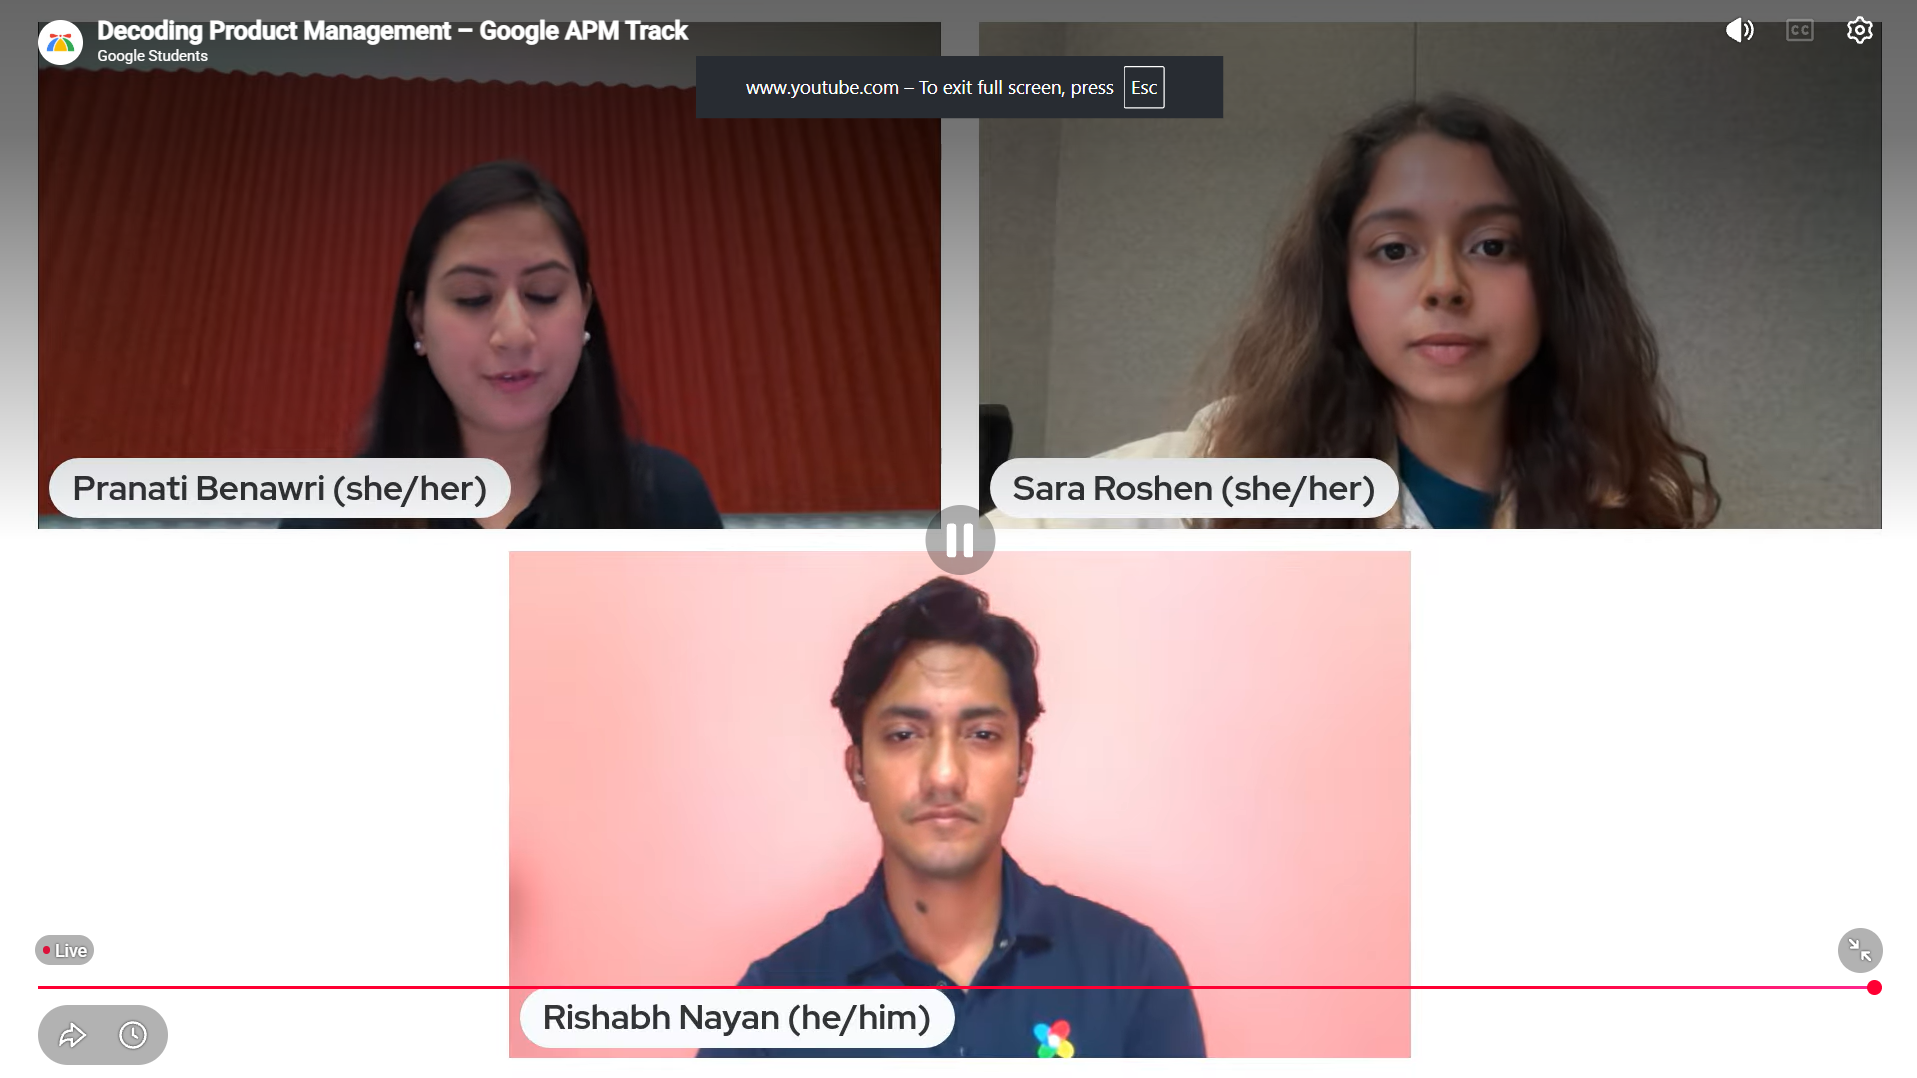 Decoding Product Management – Google APM Track
Google Students
CC
www.youtube.com – To exit full screen, press Esc
Pranati Benawri (she/her)
Sara Roshen (she/her)
Live
Rishabh Nayan (he/him)